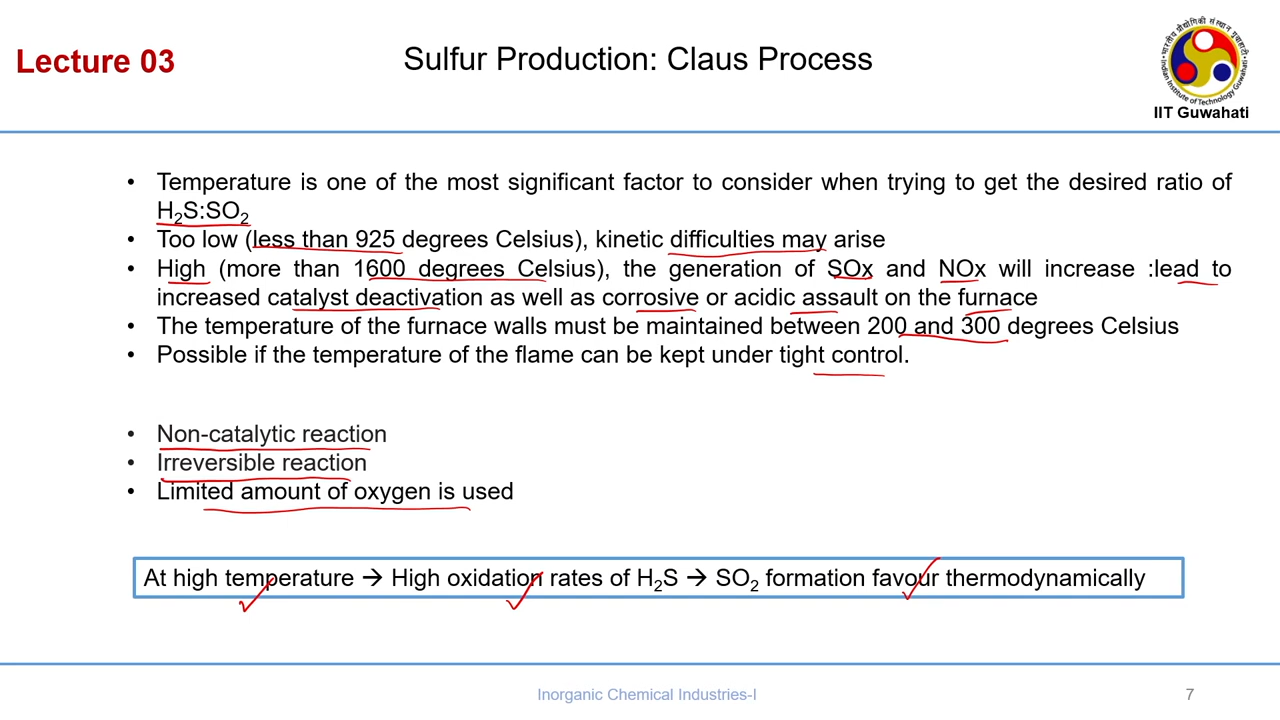 Lecture 03
Sulfur Production: Claus Process
भारतीय प्रौद्योगिकी संस्थान गुवाहाटी
Indian Institute of Technology Guwahati
IIT Guwahati
• Temperature is one of the most significant factor to consider when trying to get the desired ratio of
H₂S:SO₂
• Too low (less than 925 degrees Celsius), kinetic difficulties may arise
• High (more than 1600 degrees Celsius), the generation of SOx and NOx will increase :lead to
increased catalyst deactivation as well as corrosive or acidic assault on the furnace
• The temperature of the furnace walls must be maintained between 200 and 300 degrees Celsius
• Possible if the temperature of the flame can be kept under tight control.
• Non-catalytic reaction
• Irreversible reaction
• Limited amount of oxygen is used
At high temperature → High oxidation rates of H₂S → SO₂ formation favour thermodynamically
Inorganic Chemical Industries-I
7